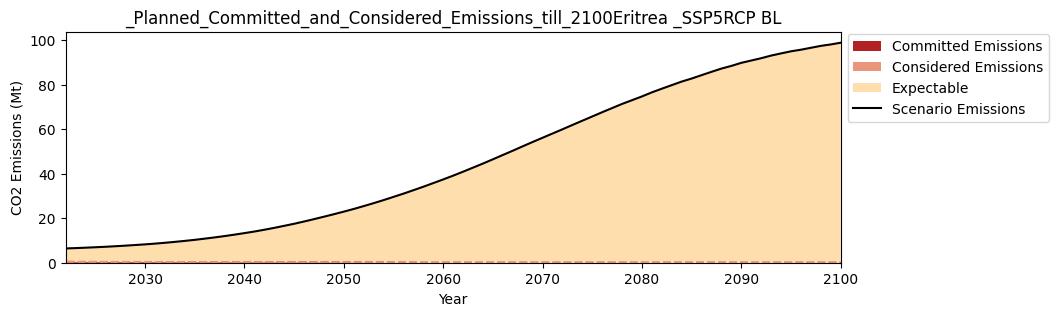 _Planned_Committed_and_Considered_Emissions_till_2100Eritrea _SSP5RCP BL
100
80
60
40
20
0
CO2 Emissions (Mt)
2030
2040
2050
2060
2070
2080
2090
2100
Year
Committed Emissions
Considered Emissions
Expectable
Scenario Emissions